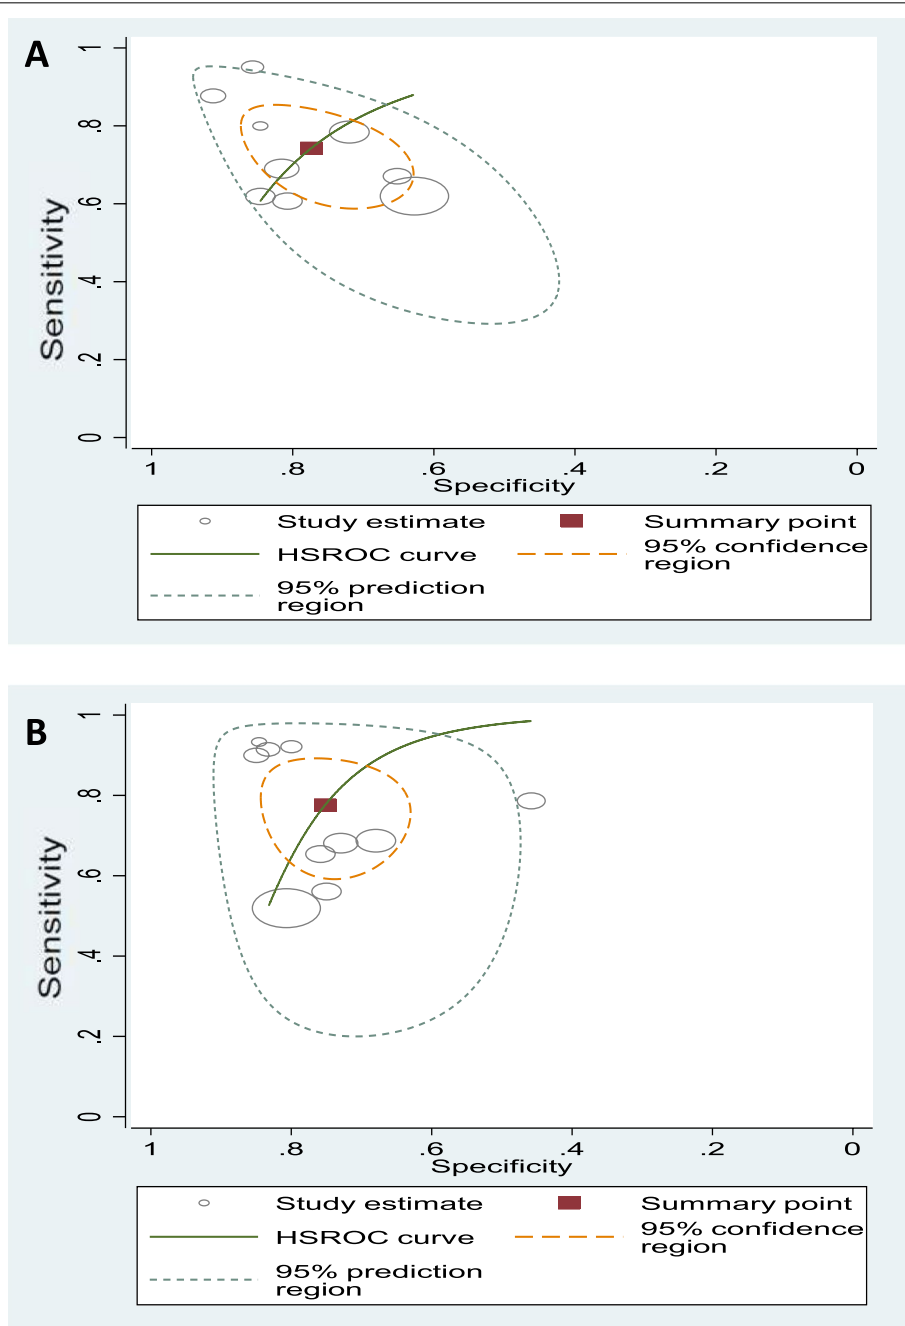 A
Sensitivity
1
.8
.6
.4
.2
0
1 .8 .6 .4 .2 0
Specificity
Study estimate Summary point
HSROC curve 95% confidence
region
95% prediction
region
B
Sensitivity
1
.8
.6
.4
.2
0
1 .8 .6 .4 .2 0
Specificity
Study estimate Summary point
HSROC curve 95% confidence
region
95% prediction
region